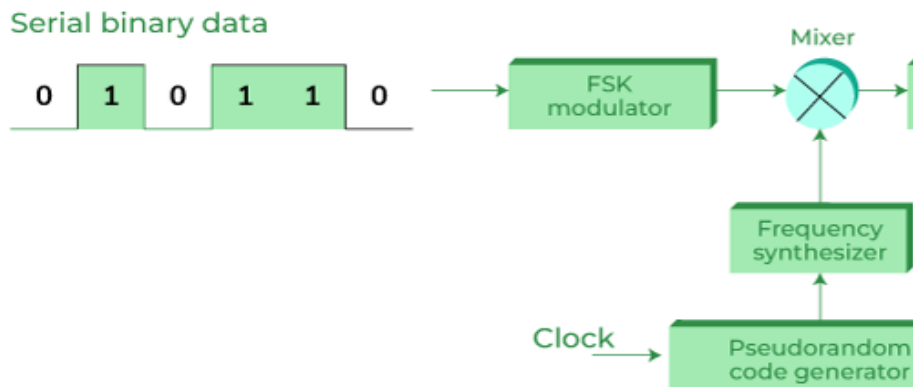 Serial binary data
0 1 0 1 1 0
FSK
modulator
Mixer
Frequency
synthesizer
Clock
Pseudorandom
code generator